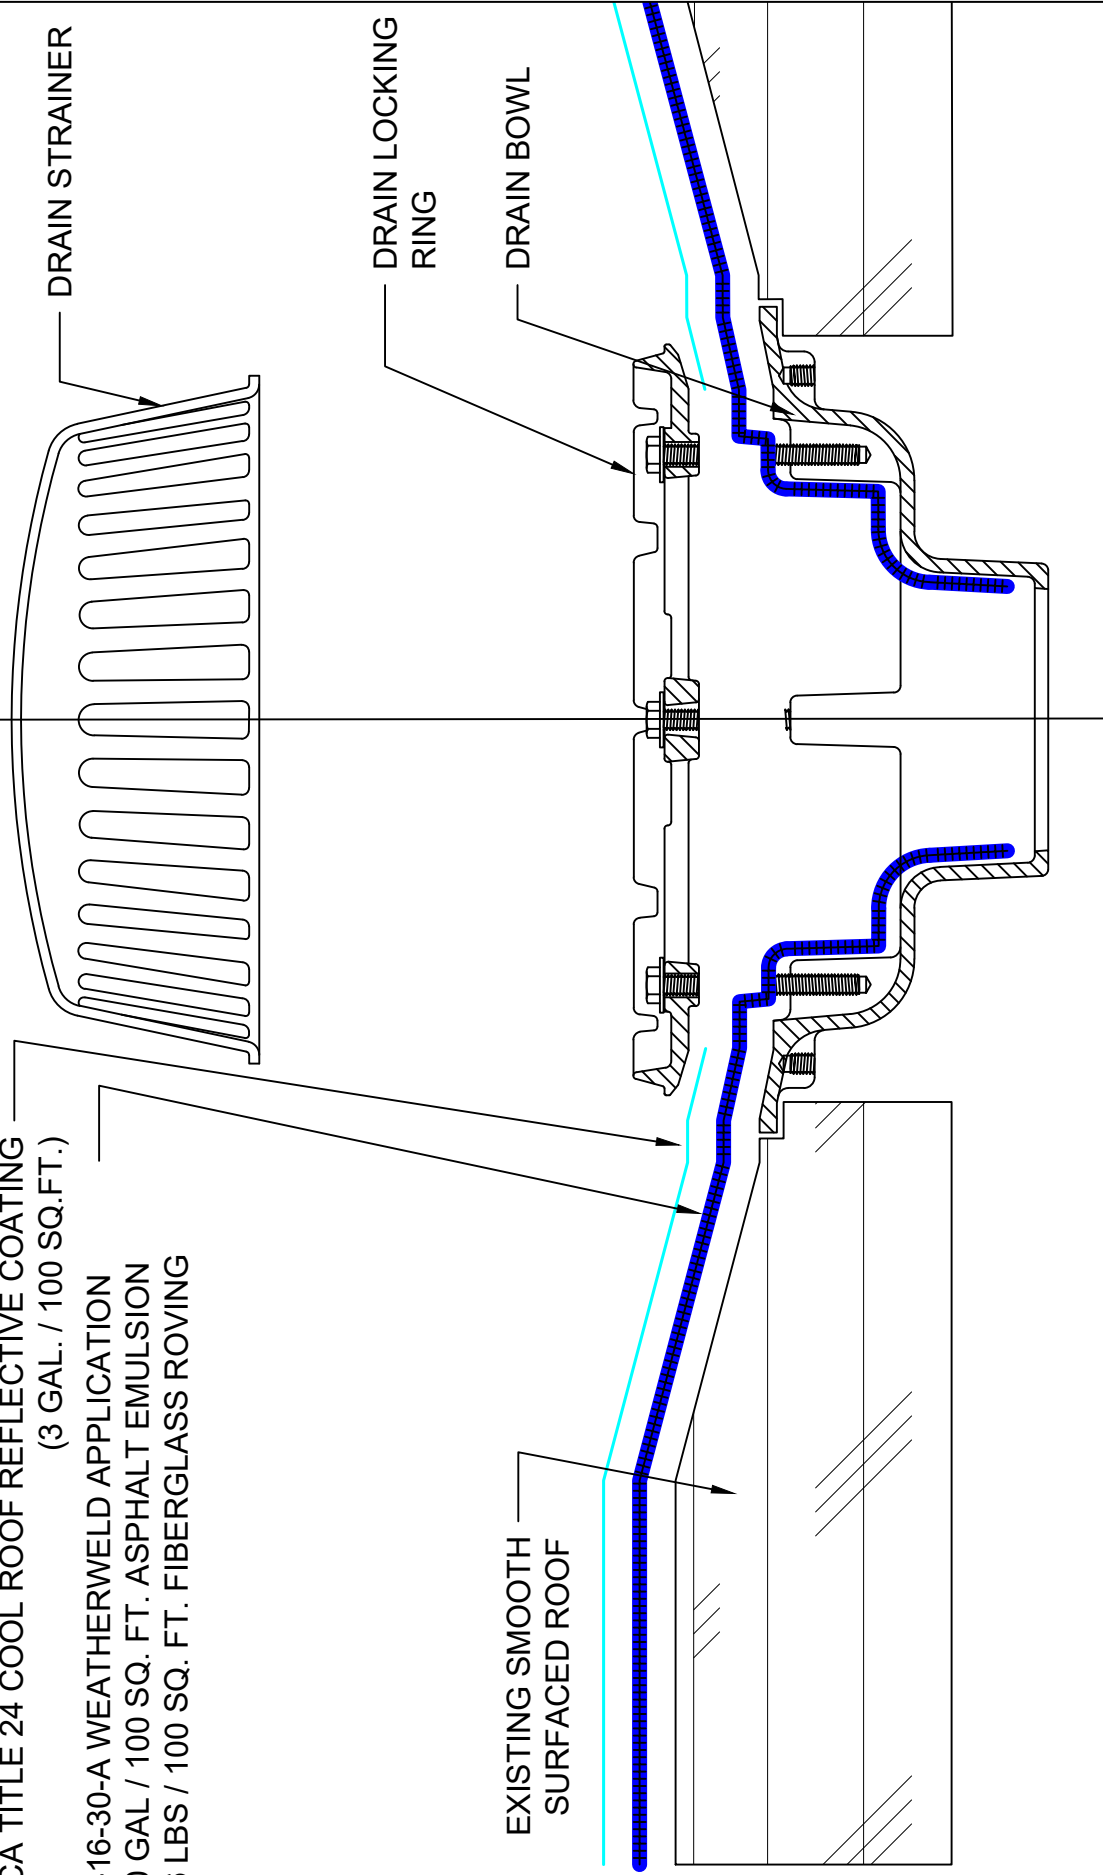 DRAIN STRAINER
DRAIN LOCKING
RING
DRAIN BOWL
CA TITLE 24 COOL ROOF REFLECTIVE COATING
(3 GAL. / 100 SQ.FT.)
16-30-A WEATHERWELD APPLICATION
GAL / 100 SQ. FT. ASPHALT EMULSION
LBS / 100 SQ. FT. FIBERGLASS ROVING
EXISTING SMOOTH
SURFACED ROOF